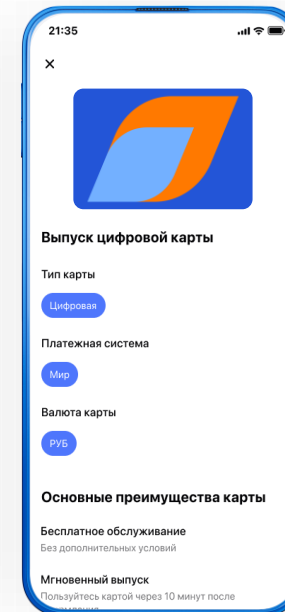 21:35
Выпуск цифровой карты
Тип карты
Цифровая
Платежная система
Мир
Валюта карты
РУБ
Основные преимущества карты
Бесплатное обслуживание
Без дополнительных условий
Мгновенный выпуск
Пользуйтесь картой через 10 минут после